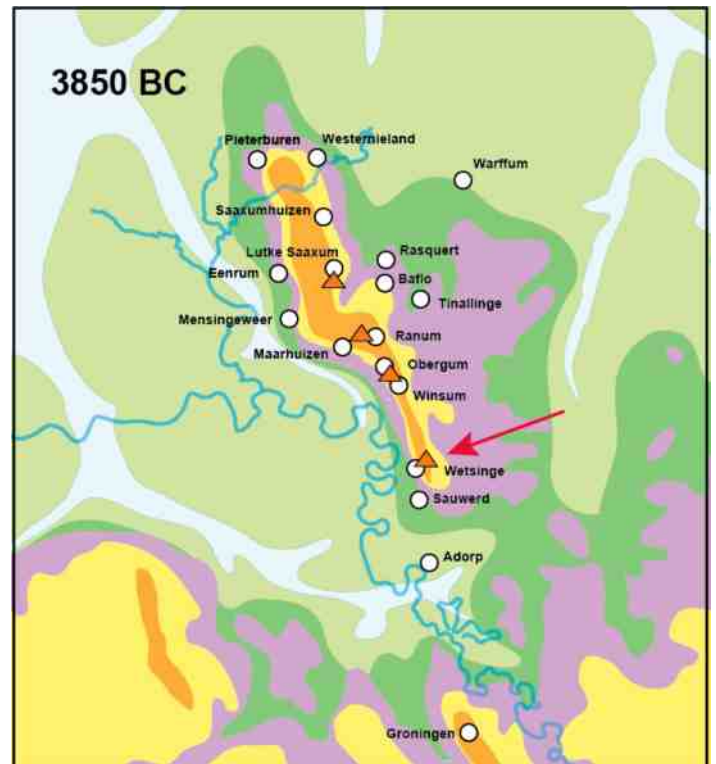 3850 BC
Pieterburen
Westernieland
Warffum
Saaxumhuizen
Lutke Saaxum
Rasquert
Eenrum
Baflo
Tinallinge
Mensingeweer
Ranum
Maarhuizen
Obergum
Winsum
Wetsinge
Sauwerd
Adorp
Groningen